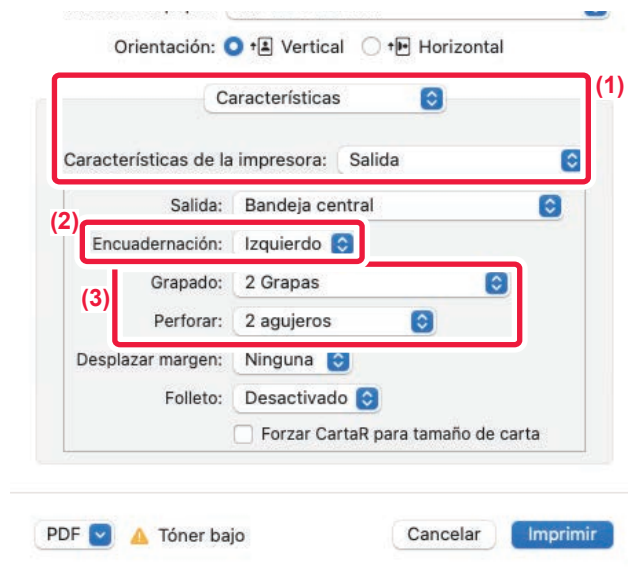 Orientación: Vertical Horizontal
(1)
Características
Características de la impresora: Salida
Salida: Bandeja central
(2)
Encuadernación: Izquierdo
(3)
Grapado: 2 Grapas
Perforar: 2 agujeros
Desplazar margen: Ninguna
Folleto: Desactivado
Forzar CartaR para tamaño de carta
PDF Tóner bajo Cancelar Imprimir